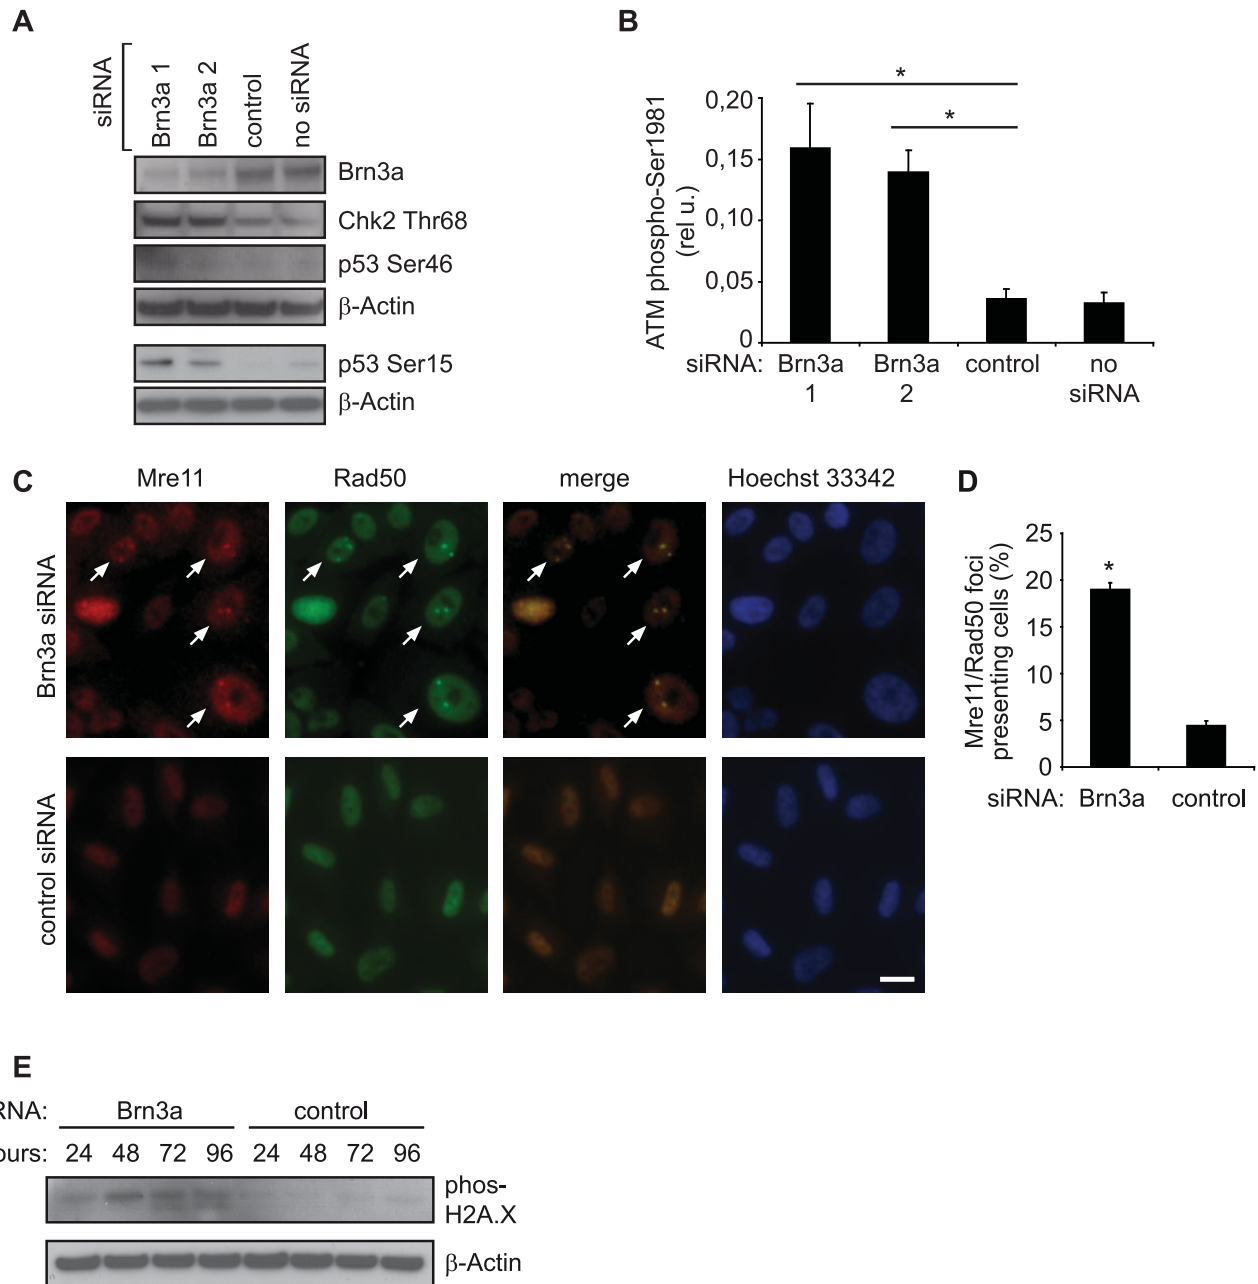 A
siRNA
Brn3a 1
Brn3a 2
control
no siRNA
Brn3a
Chk2 Thr68
p53 Ser46
β-Actin
p53 Ser15
β-Actin
B
ATM phospho-Ser1981
(rel u.)
0,20
0,15
0,10
0,05
0
*
*
siRNA: Brn3a 1 Brn3a 2 control no siRNA
C
Mre11 Rad50 merge Hoechst 33342
Brn3a siRNA
control siRNA
D
Mre11/Rad50 foci
presenting cells (%)
25
20
15
10
5
0
*
siRNA: Brn3a control
E
RNA: Brn3a control
ours: 24 48 72 96 24 48 72 96
phos-
H2A.X
β-Actin